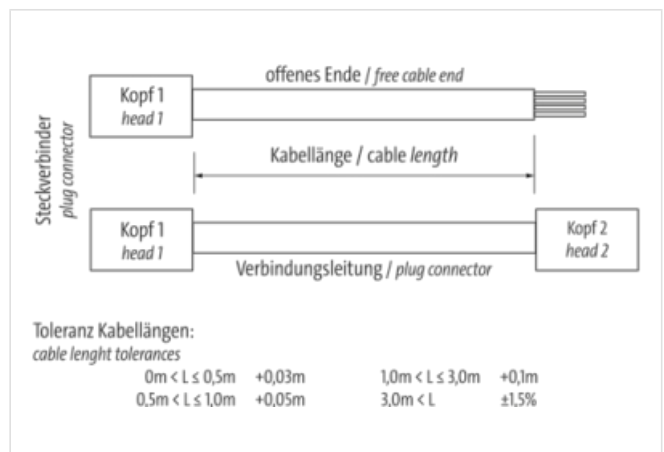 offenes Ende / free cable end
Kopf 1
head 1
Kabellänge / cable length
Steckverbinder
plug connector
Kopf 1
head 1
Kopf 2
head 2
Verbindungsleitung / plug connector
Toleranz Kabellängen:
cable lenght tolerances
0m < L ≤ 0,5m +0,03m 1,0m < L ≤ 3,0m +0,1m
0,5m < L ≤ 1,0m +0,05m 3,0m < L ±1,5%